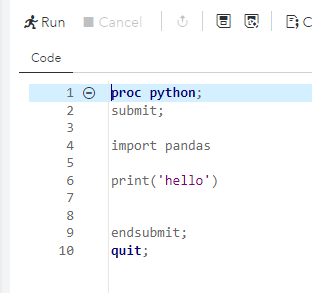 Run Cancel
Code
1 proc python;
2 submit;
3
4 import pandas
5
6 print('hello')
7
8
9 endsubmit;
10 quit;